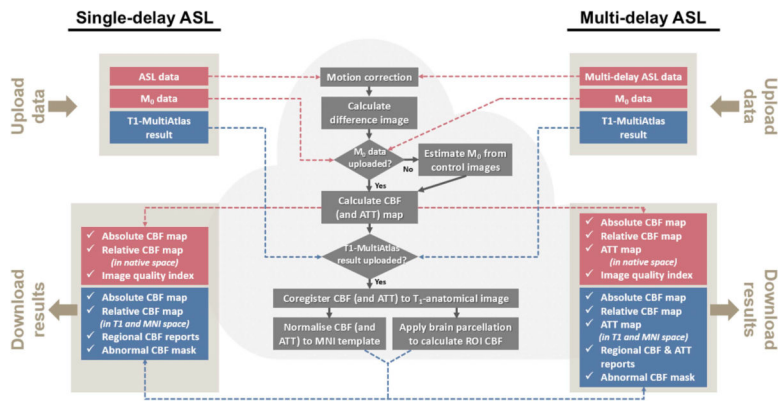 Single-delay ASL
Multi-delay ASL
Upload
data
ASL data
M₀ data
T1-MultiAtlas
result
Motion correction
Calculate
difference image
M₀ data
uploaded?
No
Estimate M₀ from
control images
Yes
Calculate CBF
(and ATT) map
T1-MultiAtlas
result uploaded?
Yes
Coregister CBF (and ATT) to T₁-anatomical image
Normalise CBF (and
ATT) to MNI template
Apply brain parcellation
to calculate ROI CBF
Multi-delay ASL data
M₀ data
T1-MultiAtlas
result
Upload
data
Download
results
✓ Absolute CBF map
✓ Relative CBF map
(in native space)
✓ Image quality index
✓ Absolute CBF map
✓ Relative CBF map
(in T1 and MNI space)
✓ Regional CBF reports
✓ Abnormal CBF mask
✓ Absolute CBF map
✓ Relative CBF map
✓ ATT map
(in native space)
✓ Image quality index
✓ Absolute CBF map
✓ Relative CBF map
✓ ATT map
(in T1 and MNI space)
✓ Regional CBF & ATT
reports
✓ Abnormal CBF mask
Download
results